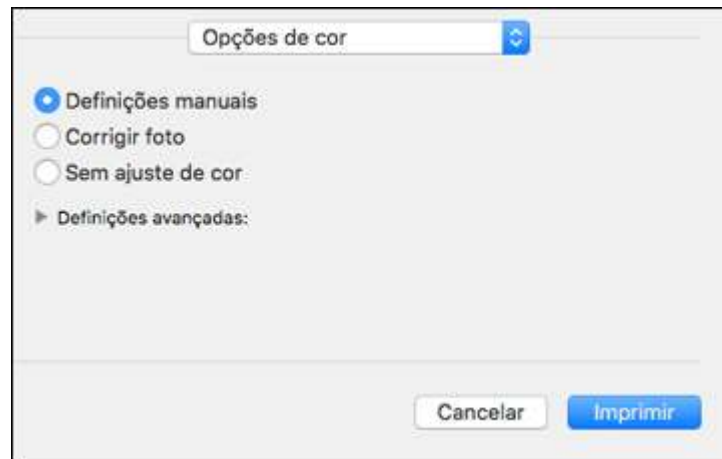 Opções de cor
Definições manuais
Corrigir foto
Sem ajuste de cor
Definições avançadas:
Cancelar Imprimir